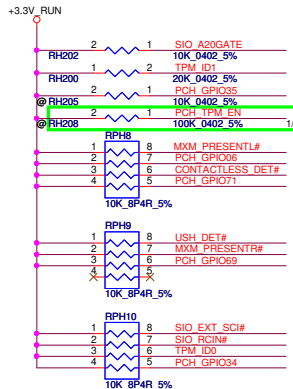 +3.3V_RUN
2 1 SIO_A20GATE
RH202 10K_0402_5%
1 2 TPM_ID1
RH200 20K_0402_5%
2 1 PCH_GPIO35
@ RH205 10K_0402_5%
2 1 PCH_TPM_EN
@ RH208 100K_0402_5% 1/
RPH8
1 8 MXM_PRESENTL#
2 7 PCH_GPIO06
3 6 CONTACTLESS_DET#
4 5 PCH_GPIO71
10K_8P4R_5%
RPH9
1 8 USH_DET#
2 7 MXM_PRESENTR#
3 6 PCH_GPIO69
4 5
10K_8P4R_5%
RPH10
1 8 SIO_EXT_SCI#
2 7 SIO_RCIN#
3 6 TPM_ID0
4 5 PCH_GPIO34
10K_8P4R_5%